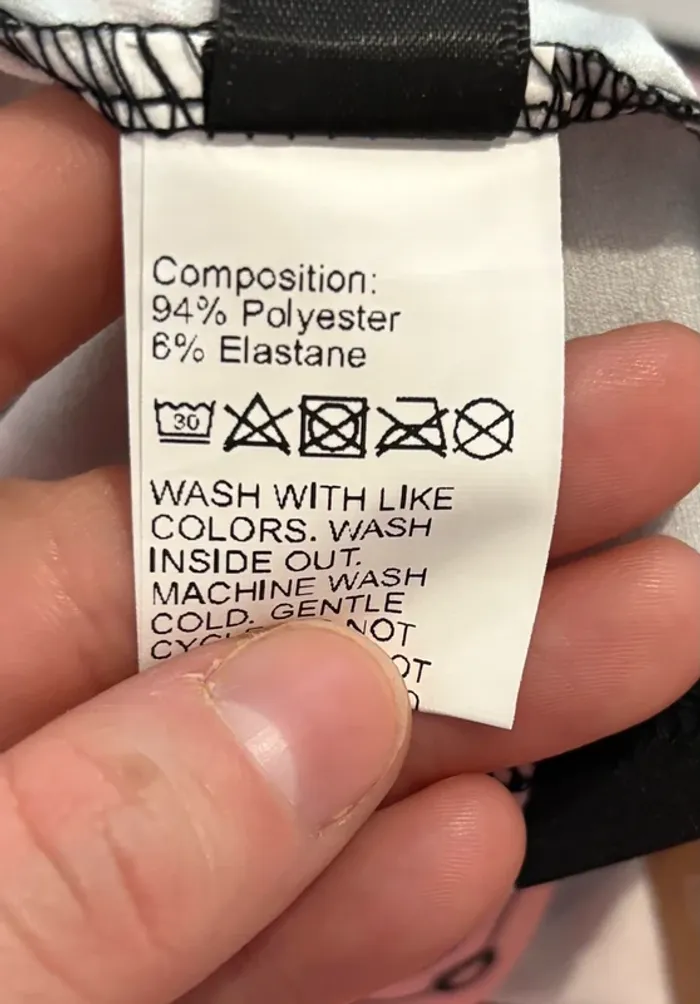 Composition:
94% Polyester
6% Elastane
30
WASH WITH LIKE
COLORS. WASH
INSIDE OUT.
MACHINE WASH
COLD. GENTLE
NOT